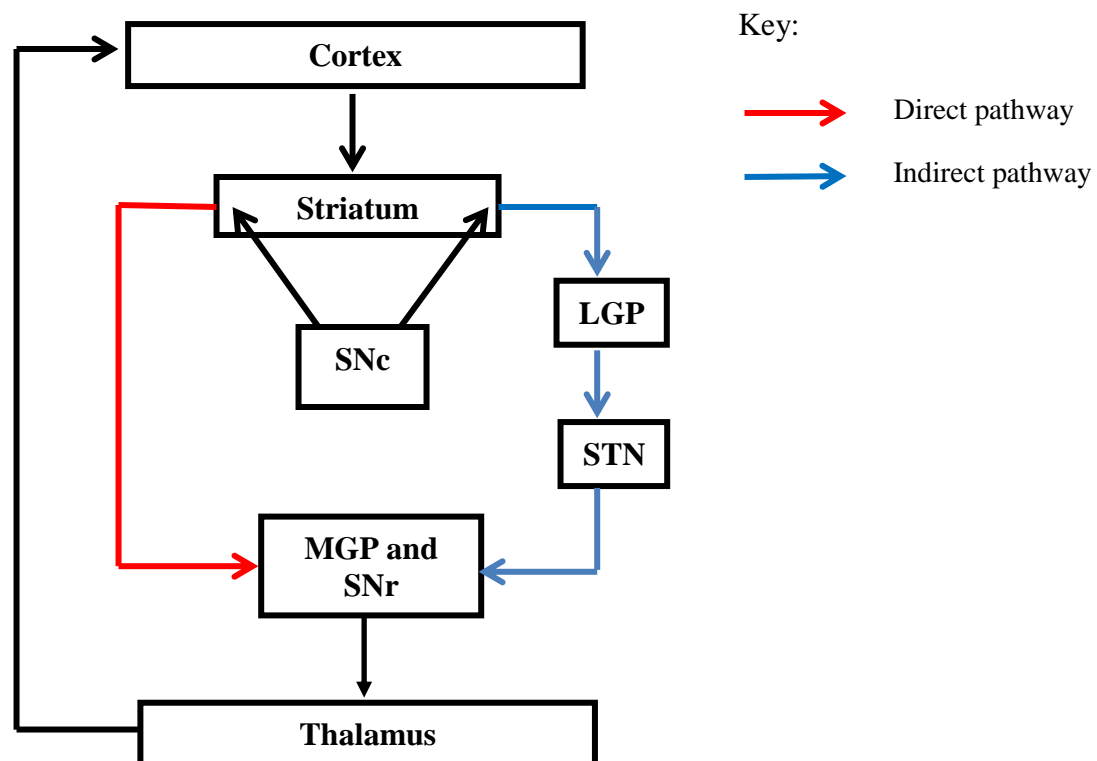 Key:
Cortex
Direct pathway
Indirect pathway
Striatum
LGP
SNc
STN
MGP and
SNr
Thalamus